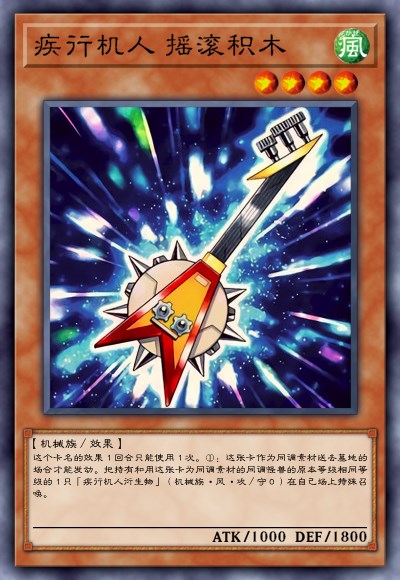 疾行机人 摇滚积木
風
【机械族／效果】
这个卡名的效果1回合只能使用1次。①：这张卡作为同调素材送去墓地的
场合才能发动。把持有和用这张卡为同调素材的同调怪兽的原本等级相同等
级的1只「疾行机人衍生物」（机械族·风·攻／守0）在自己场上特殊召
唤。
ATK/1000 DEF/1800